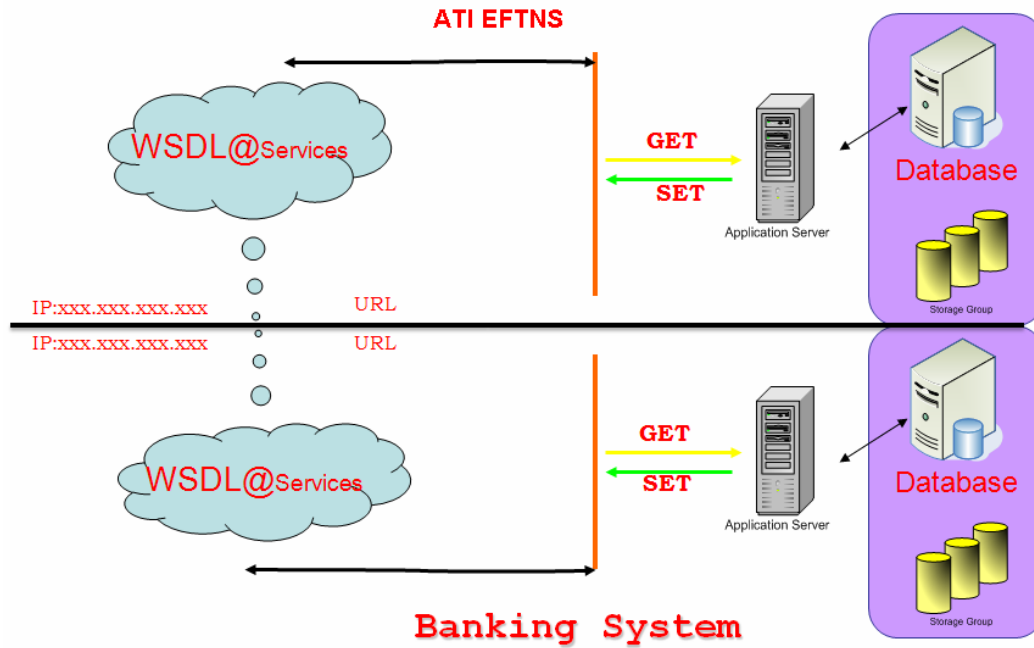 ATI EFTNS
WSDL@Services
GET
SET
Application Server
Database
Storage Group
IP:xxx.xxx.xxx.xxx
URL
IP:xxx.xxx.xxx.xxx
URL
WSDL@Services
GET
SET
Application Server
Database
Storage Group
Banking System